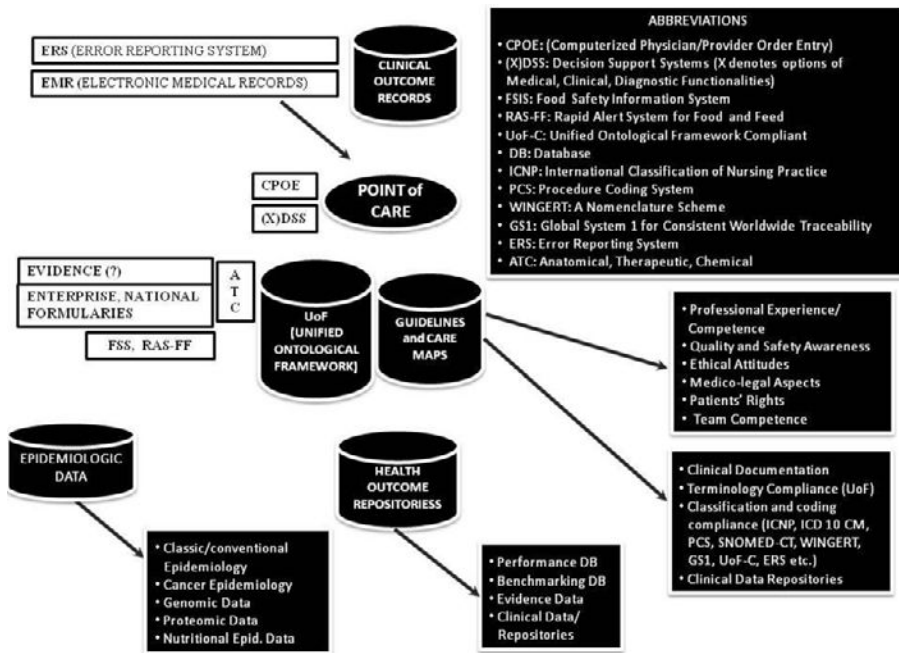 ERS (ERROR REPORTING SYSTEM)
EMR (ELECTRONIC MEDICAL RECORDS)
CLINICAL
OUTCOME
RECORDS
ABBREVIATIONS
• CPOE: (Computerized Physician/Provider Order Entry)
• (X)DSS: Decision Support Systems (X denotes options of
Medical, Clinical, Diagnostic Functionalities)
• FSIS: Food Safety Information System
• RAS-FF: Rapid Alert System for Food and Feed
• UoF-C: Unified Ontological Framework Compliant
• DB: Database
• ICNP: International Classification of Nursing Practice
• PCS: Procedure Coding System
• WINGERT: A Nomenclature Scheme
• GS1: Global System 1 for Consistent Worldwide Traceability
• ERS: Error Reporting System
• ATC: Anatomical, Therapeutic, Chemical
CPOE
(X)DSS
POINT of
CARE
EVIDENCE (?)
ENTERPRISE, NATIONAL
FORMULARIES
FSS, RAS-FF
A
T
C
UoF
[UNIFIED
ONTOLOGICAL
FRAMEWORK]
GUIDELINES
and CARE
MAPS
• Professional Experience/
Competence
• Quality and Safety Awareness
• Ethical Attitudes
• Medico-legal Aspects
• Patients' Rights
• Team Competence
EPIDEMIOLOGIC
DATA
HEALTH
OUTCOME
REPOSITORIESS
• Clinical Documentation
• Terminology Compliance (UoF)
• Classification and coding
compliance (ICNP, ICD 10 CM,
PCS, SNOMED-CT, WINGERT,
GS1, UoF-C, ERS etc.)
• Clinical Data Repositories
• Classic/conventional
Epidemiology
• Cancer Epidemiology
• Genomic Data
• Proteomic Data
• Nutritional Epid. Data
• Performance DB
• Benchmarking DB
• Evidence Data
• Clinical Data/
Repositories